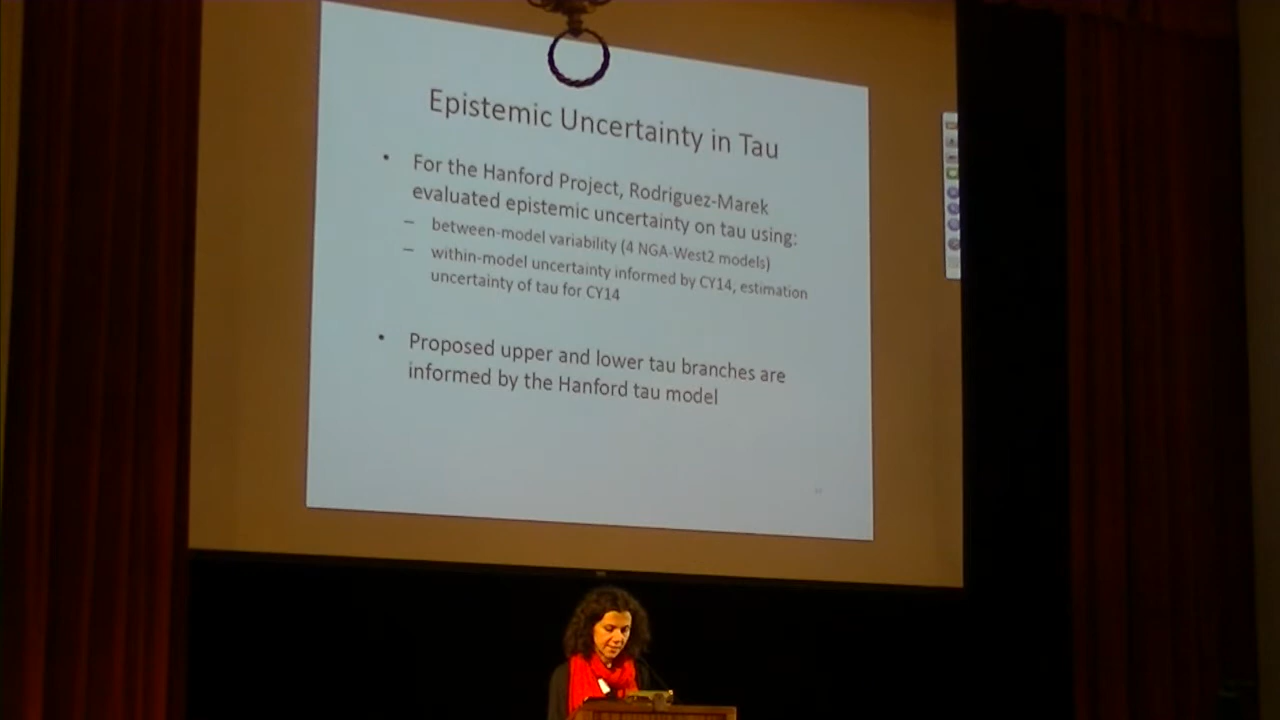 Epistemic Uncertainty in Tau
• For the Hanford Project, Rodriguez-Marek
evaluated epistemic uncertainty on tau using:
– between-model variability (4 NGA-West2 models)
– within-model uncertainty informed by CY14, estimation
uncertainty of tau for CY14
• Proposed upper and lower tau branches are
informed by the Hanford tau model